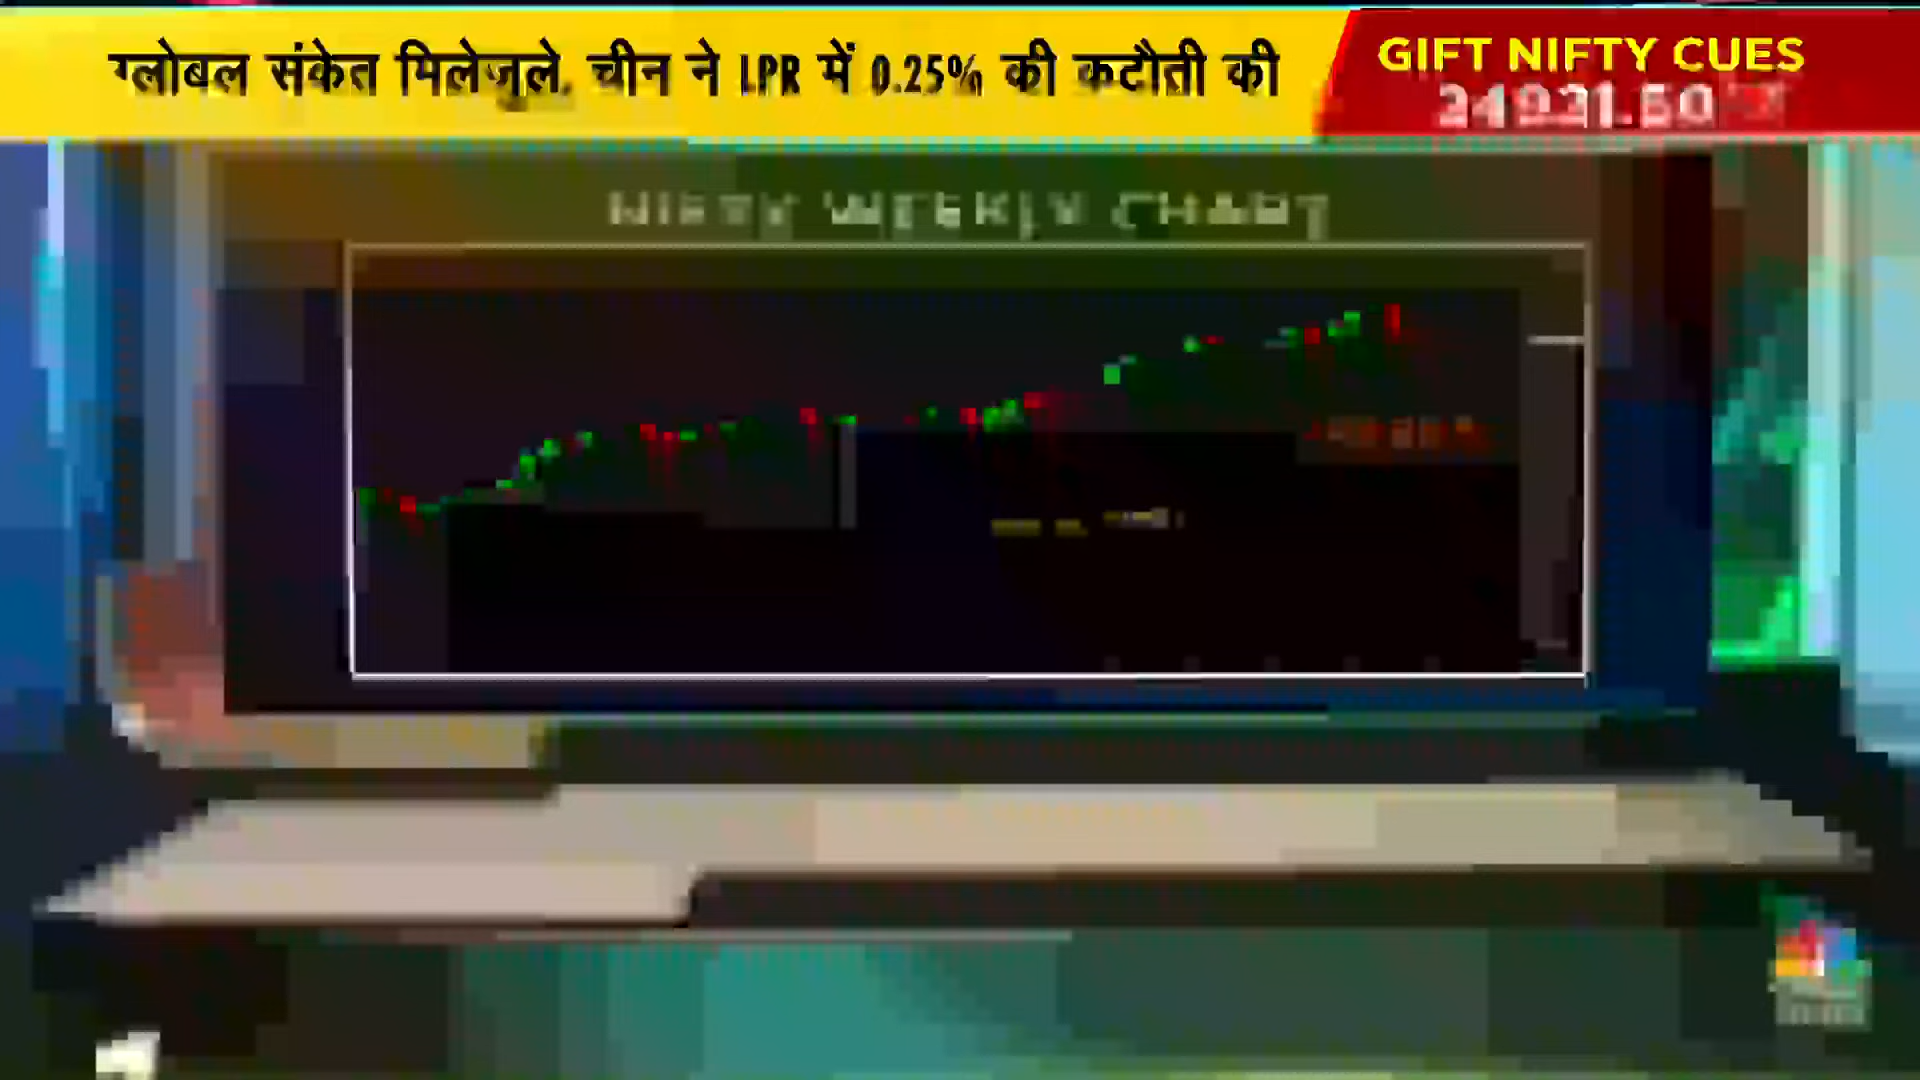 ग्लोबल संकेत मिलेजुले, चीन ने LPR में 0.25% की कटौती की
GIFT NIFTY CUES
24931.50
NIFTY WEEKLY CHART